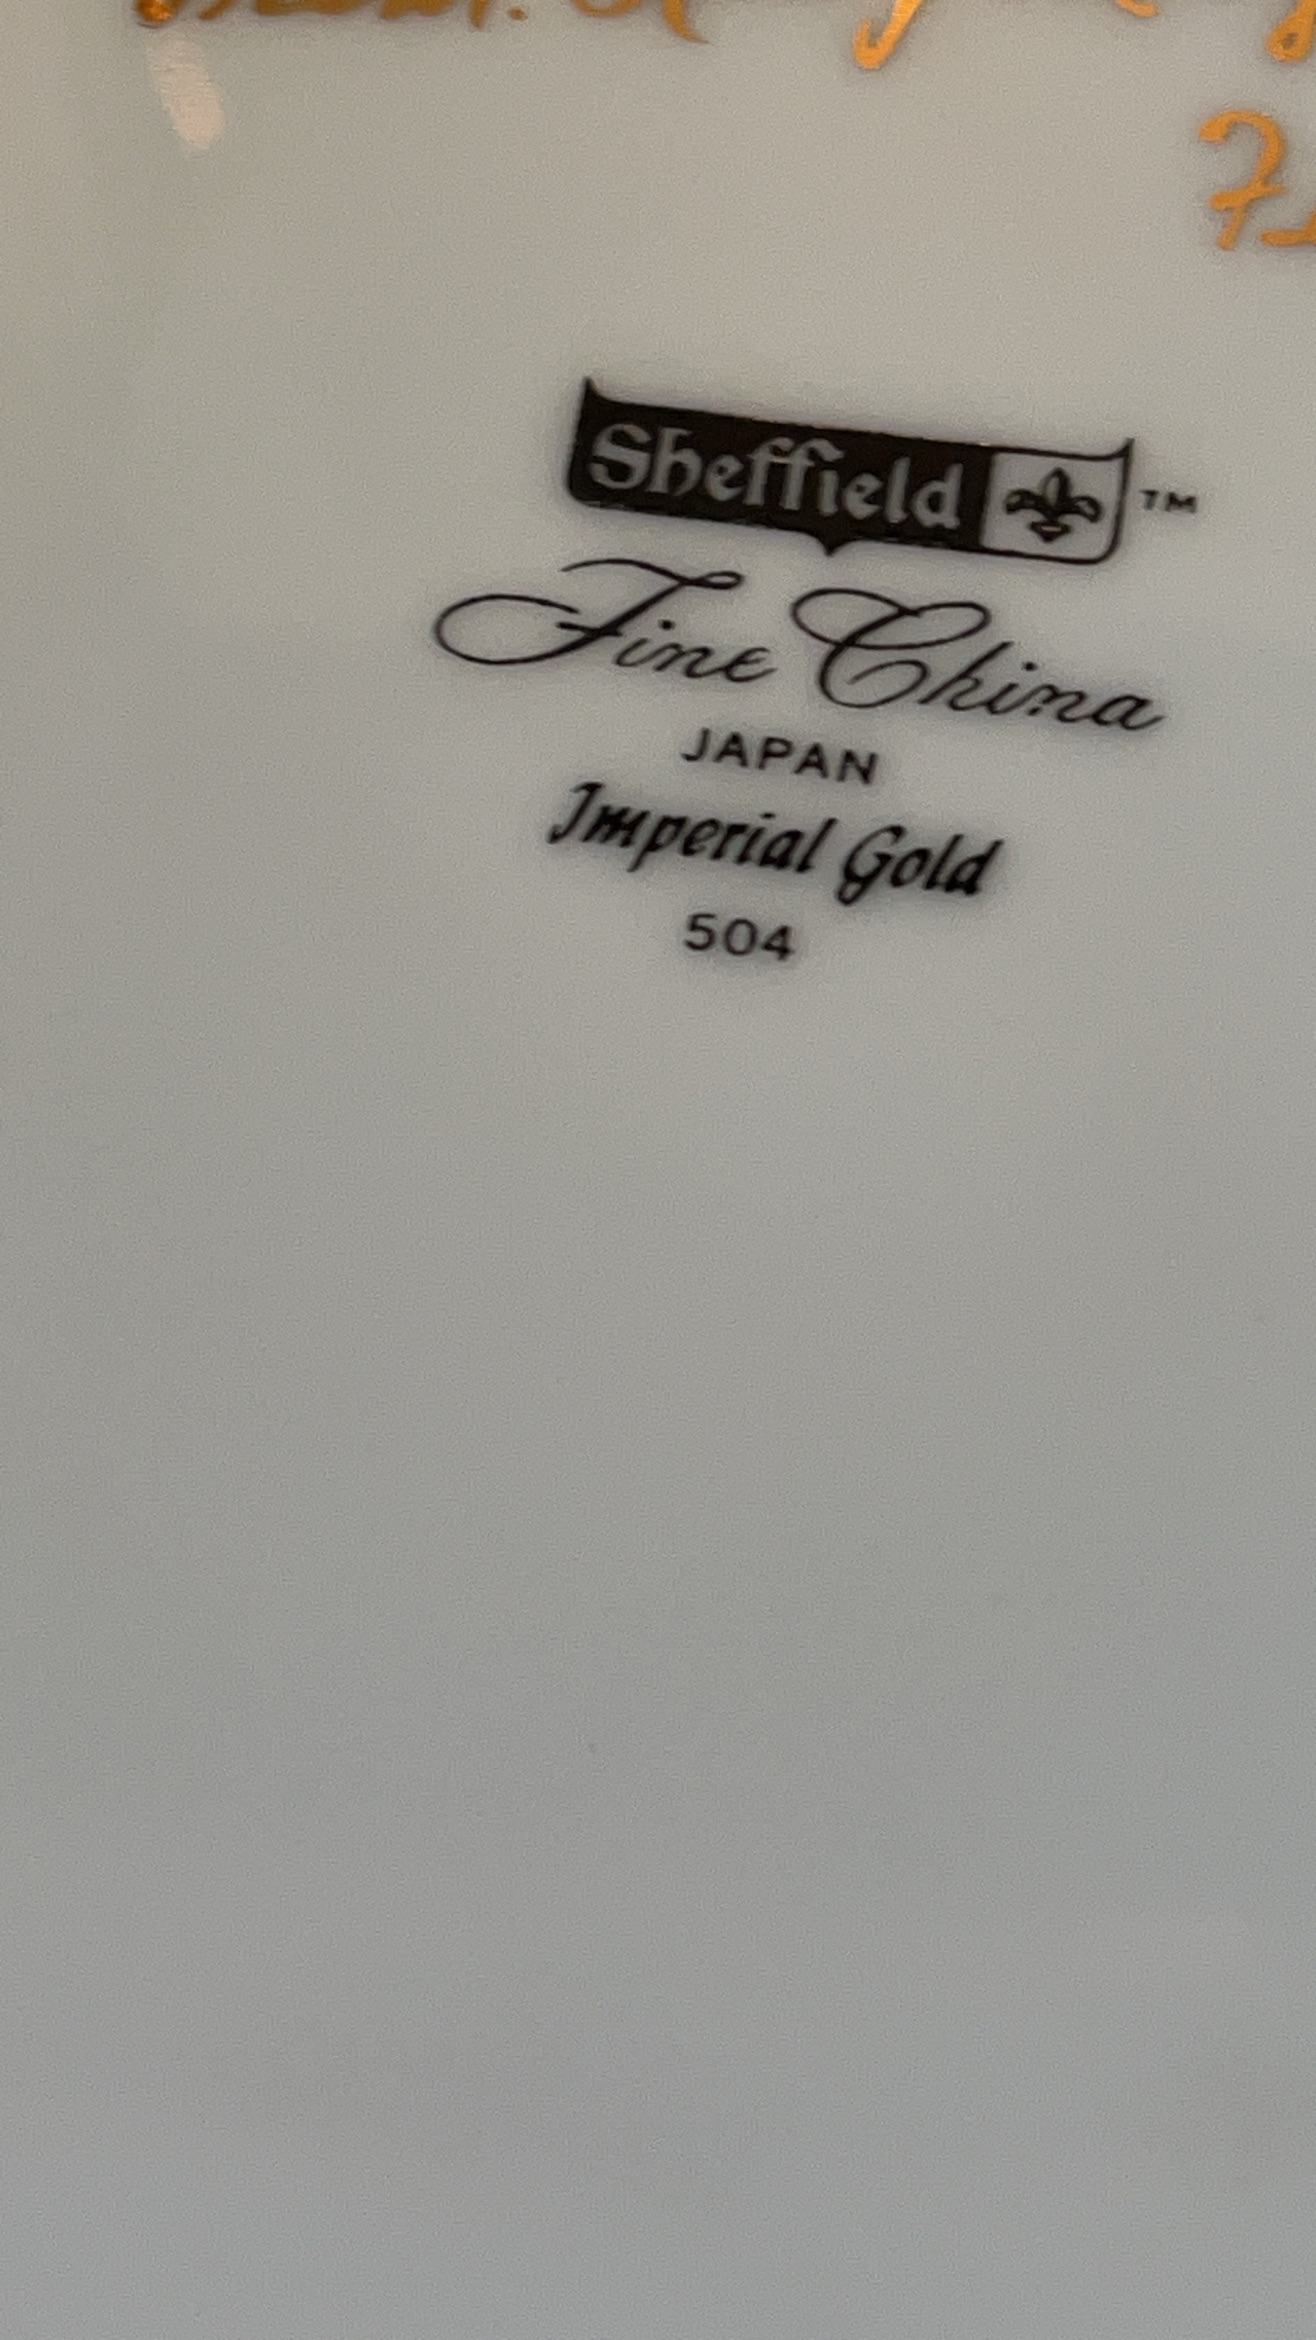 Sheffield TM
Fine China
JAPAN
Imperial Gold
504